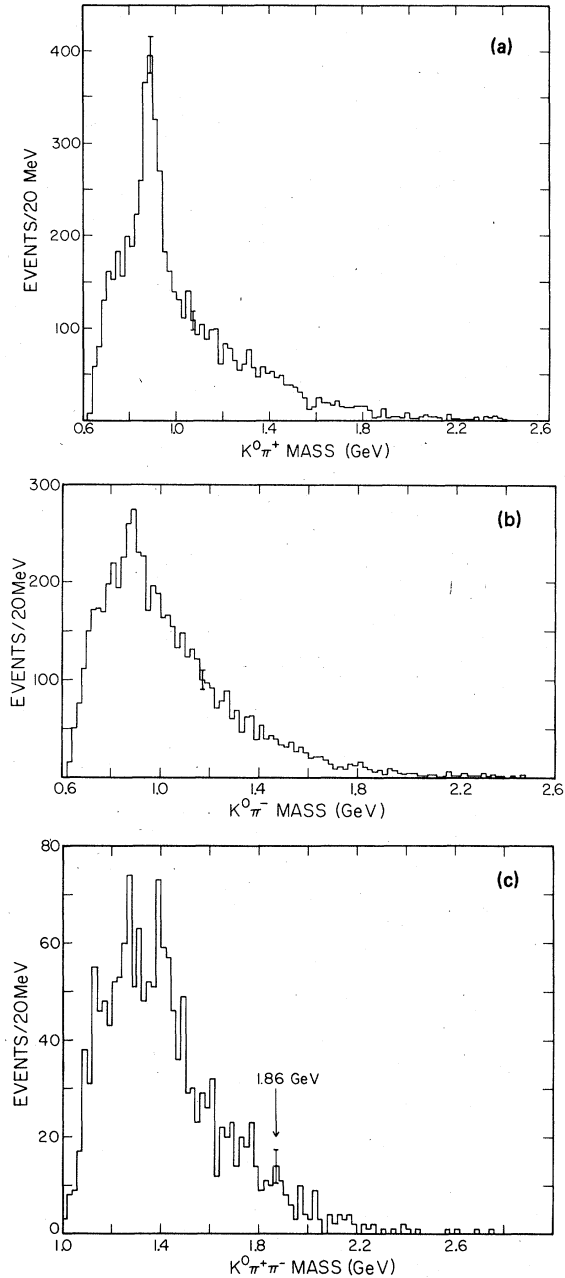 (a)
EVENTS/20 MeV
400
300
200
100
0.6 1.0 1.4 1.8 2.2 2.6
K⁰π⁺ MASS (GeV)
(b)
EVENTS/20MeV
300
200
100
0.6 1.0 1.4 1.8 2.2 2.6
K⁰π⁻ MASS (GeV)
(c)
EVENTS/20MeV
80
60
40
20
0
1.86 GeV
1.0 1.4 1.8 2.2 2.6
K⁰π⁺π⁻ MASS (GeV)